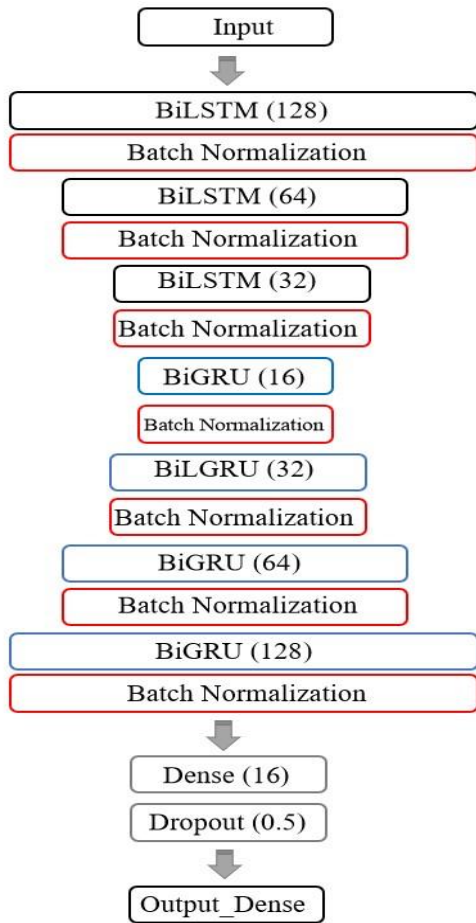 Input
BiLSTM (128)
Batch Normalization
BiLSTM (64)
Batch Normalization
BiLSTM (32)
Batch Normalization
BiGRU (16)
Batch Normalization
BiLGRU (32)
Batch Normalization
BiGRU (64)
Batch Normalization
BiGRU (128)
Batch Normalization
Dense (16)
Dropout (0.5)
Output_Dense